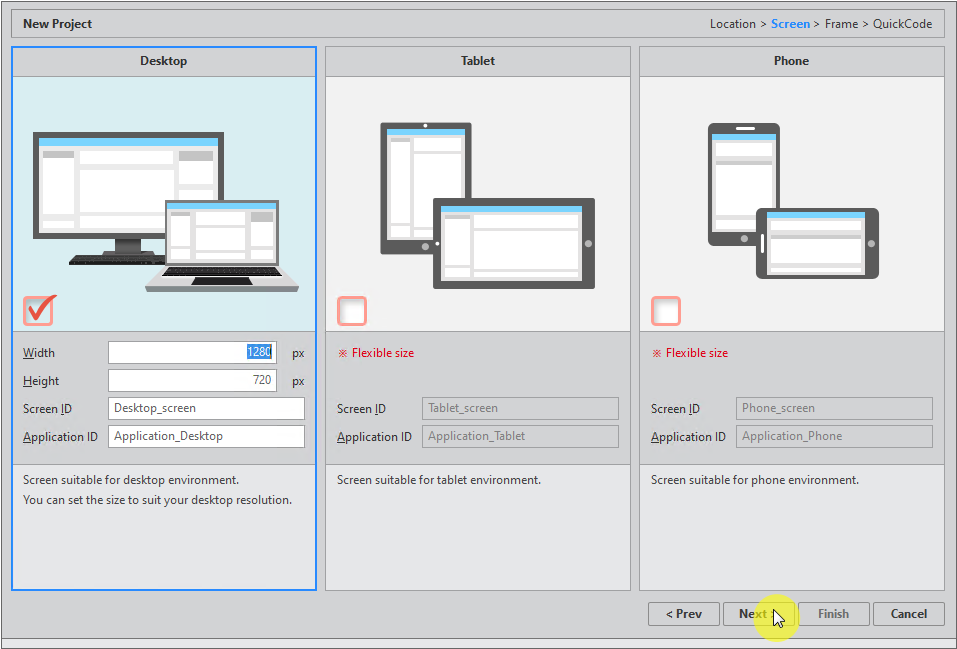 New Project
Location > Screen > Frame > QuickCode
Desktop
Width 1280 px
Height 720 px
Screen ID Desktop_screen
Application ID Application_Desktop
Screen suitable for desktop environment.
You can set the size to suit your desktop resolution.
Tablet
※ Flexible size
Screen ID Tablet_screen
Application ID Application_Tablet
Screen suitable for tablet environment.
Phone
※ Flexible size
Screen ID Phone_screen
Application ID Application_Phone
Screen suitable for phone environment.
< Prev
Next
Finish
Cancel